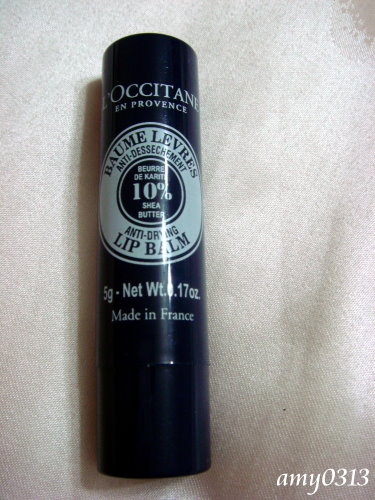 L'OCCITANE
EN PROVENCE
BAUME LEVRES
ANTI-DESSECHEMENT
BEURRE
DE KARITE
10%
SHEA
BUTTER
ANTI-DRYING
LIP BALM
5g - Net Wt.0.17oz.
Made in France
amy0313